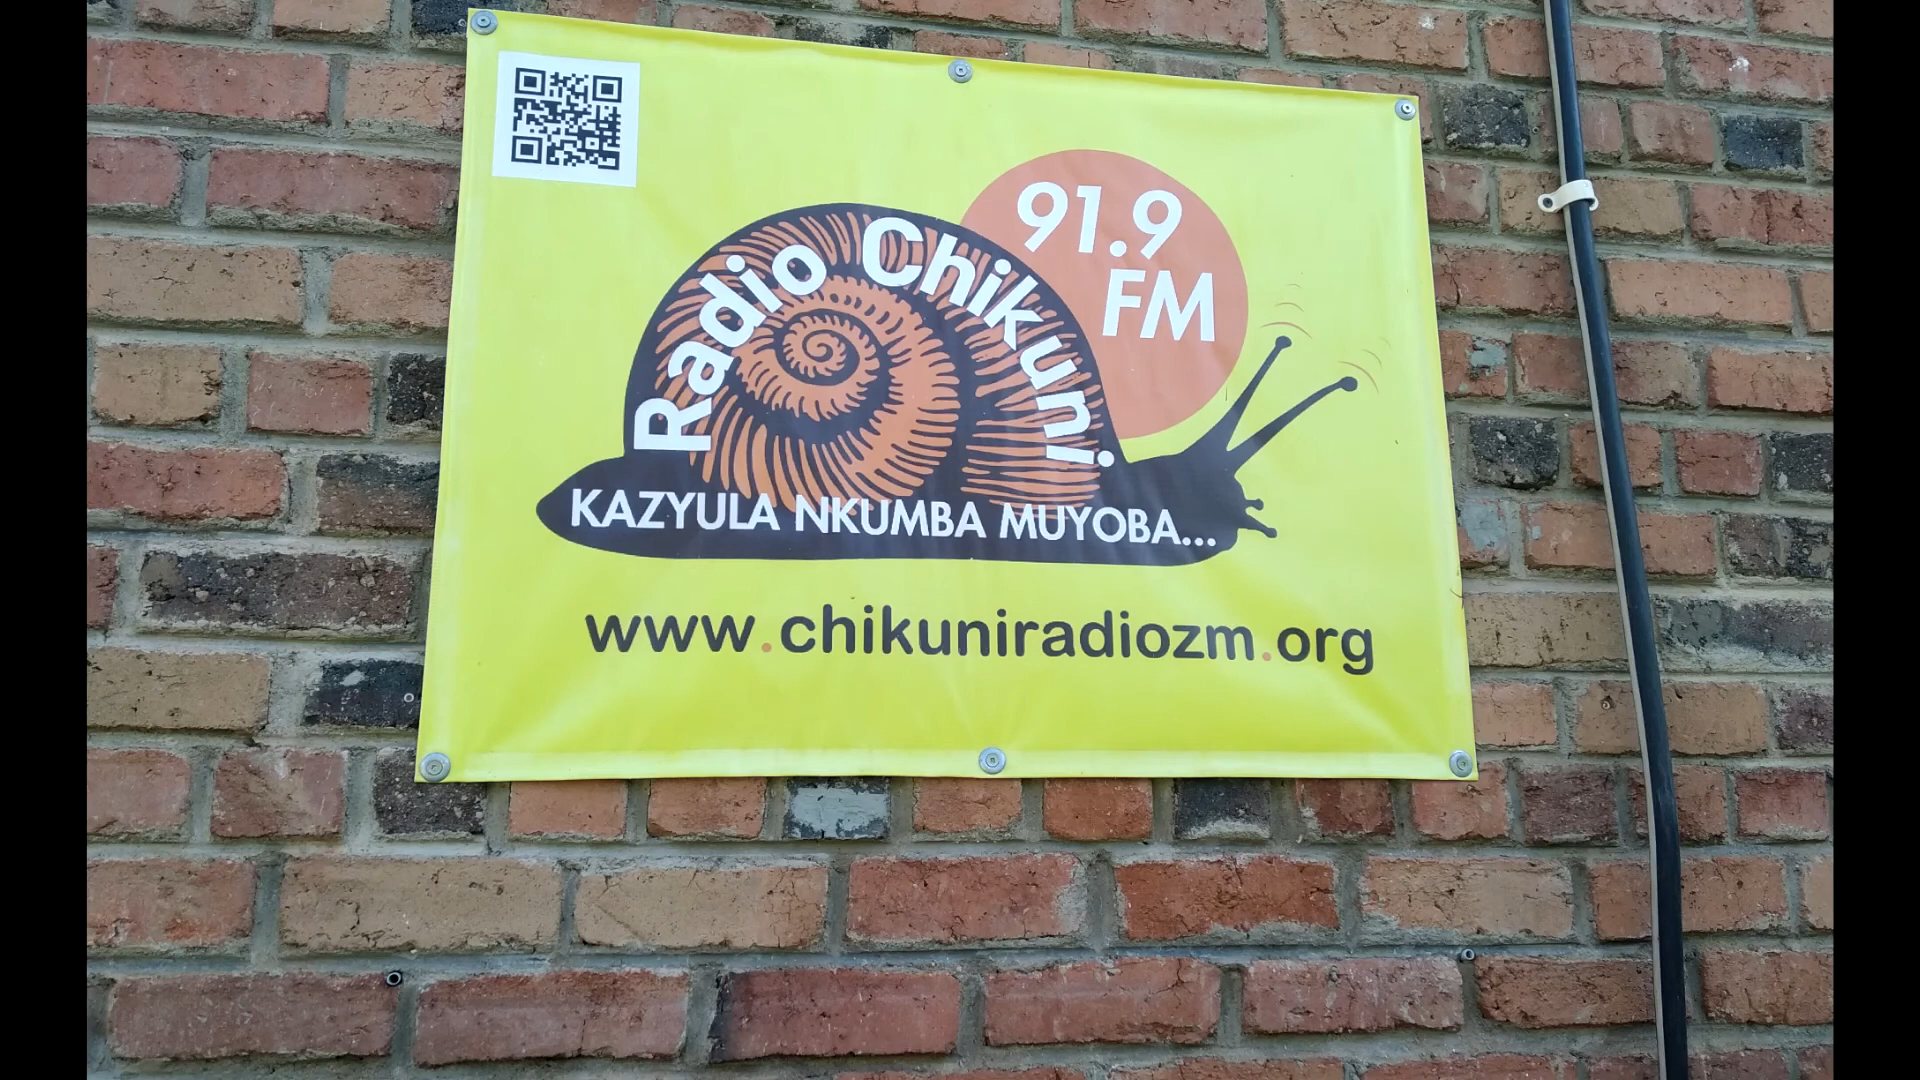 91.9
FM
Radio Chikuni
KAZYULA NKUMBA MUYOBA...
www.chikuniradiozm.org